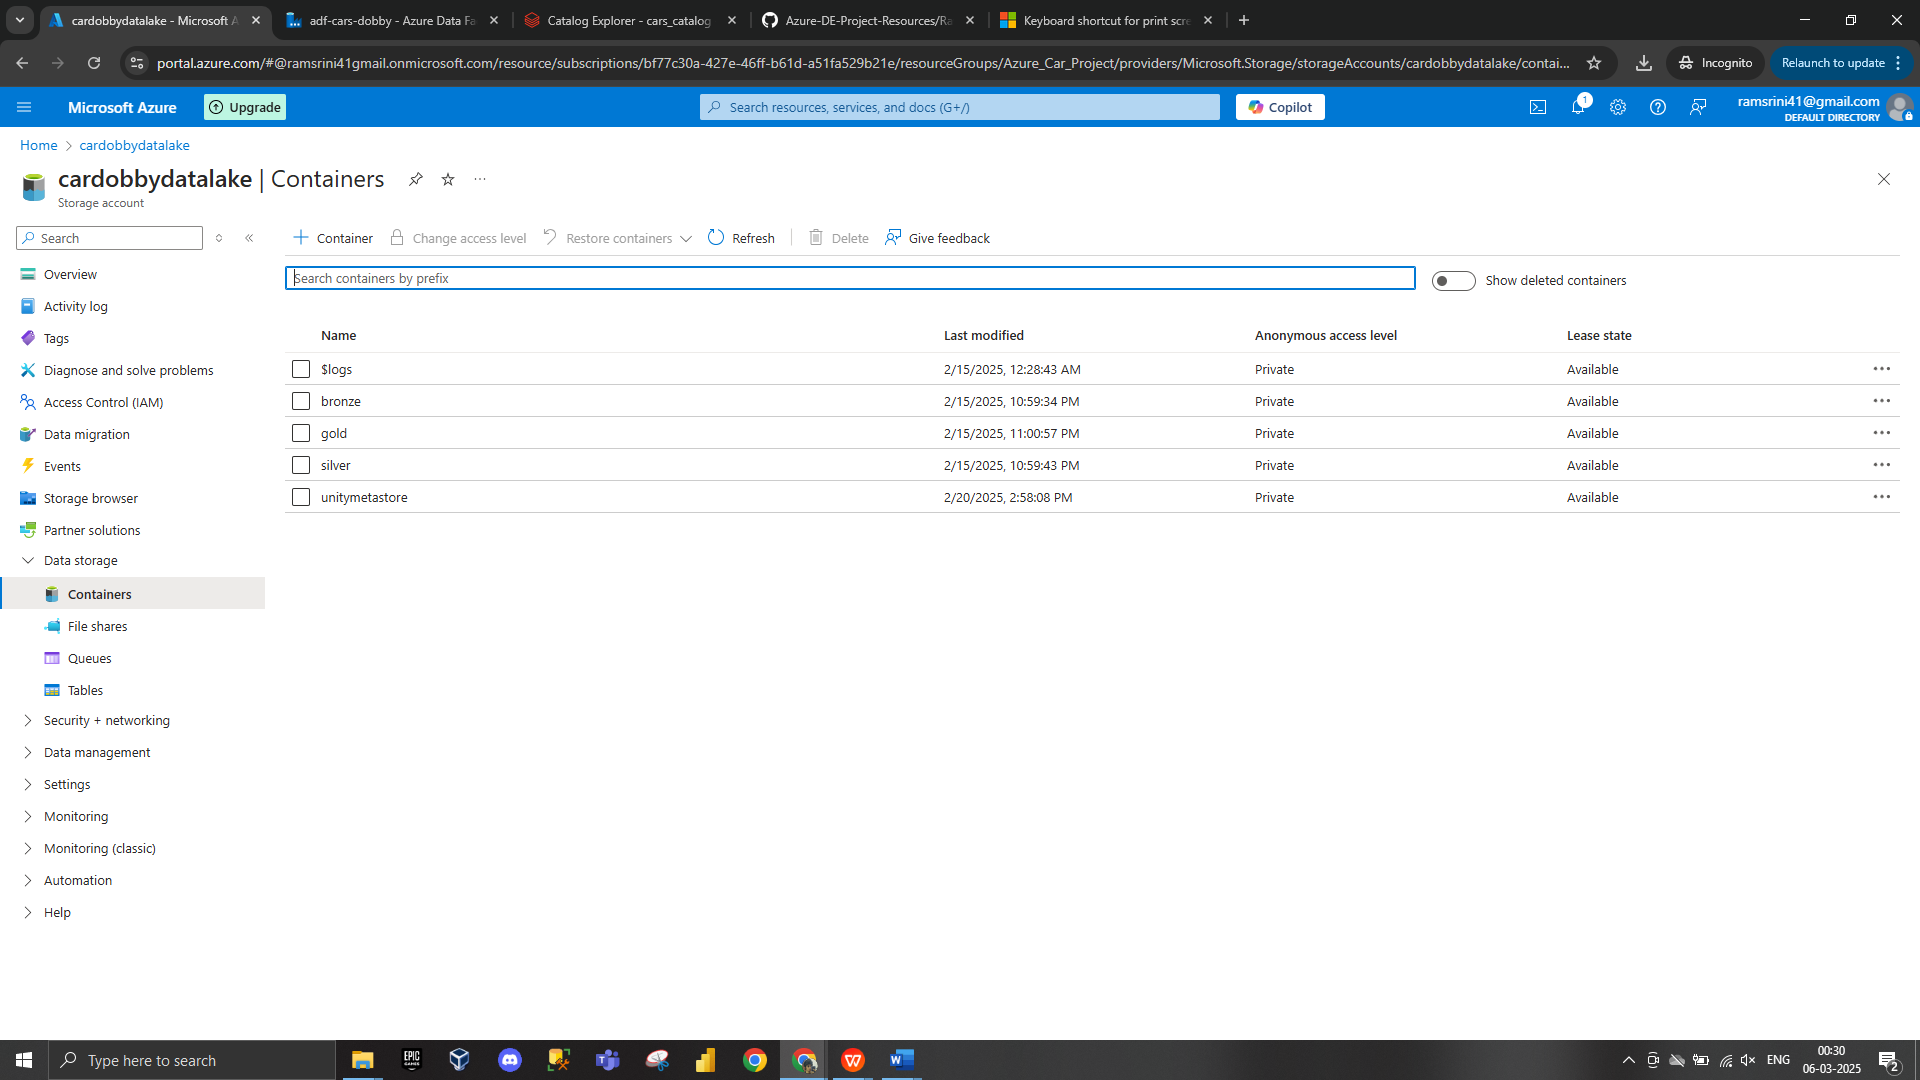 cardobbydatalake - Microsoft A
adf-cars-dobby - Azure Data Fa
Catalog Explorer - cars_catalog
Azure-DE-Project-Resources/Ra
Keyboard shortcut for print scre
portal.azure.com/#@ramsrini41gmail.onmicrosoft.com/resource/subscriptions/bf77c30a-427e-46ff-b61d-a51fa529b21e/resourceGroups/Azure_Car_Project/providers/Microsoft.Storage/storageAccounts/cardobbydatalake/contai...
Incognito
Relaunch to update
Microsoft Azure
Upgrade
Search resources, services, and docs (G+/)
Copilot
1
ramsrini41@gmail.com
DEFAULT DIRECTORY
Home > cardobbydatalake
cardobbydatalake | Containers
Storage account
Search
Container
Change access level
Restore containers
Refresh
Delete
Give feedback
Search containers by prefix
Show deleted containers
Name Last modified Anonymous access level Lease state
$logs 2/15/2025, 12:28:43 AM Private Available
bronze 2/15/2025, 10:59:34 PM Private Available
gold 2/15/2025, 11:00:57 PM Private Available
silver 2/15/2025, 10:59:43 PM Private Available
unitymetastore 2/20/2025, 2:58:08 PM Private Available
Overview
Activity log
Tags
Diagnose and solve problems
Access Control (IAM)
Data migration
Events
Storage browser
Partner solutions
Data storage
Containers
File shares
Queues
Tables
Security + networking
Data management
Settings
Monitoring
Monitoring (classic)
Automation
Help
Type here to search
EPIC
GAMES
T
W
W
ENG
00:30
06-03-2025
2